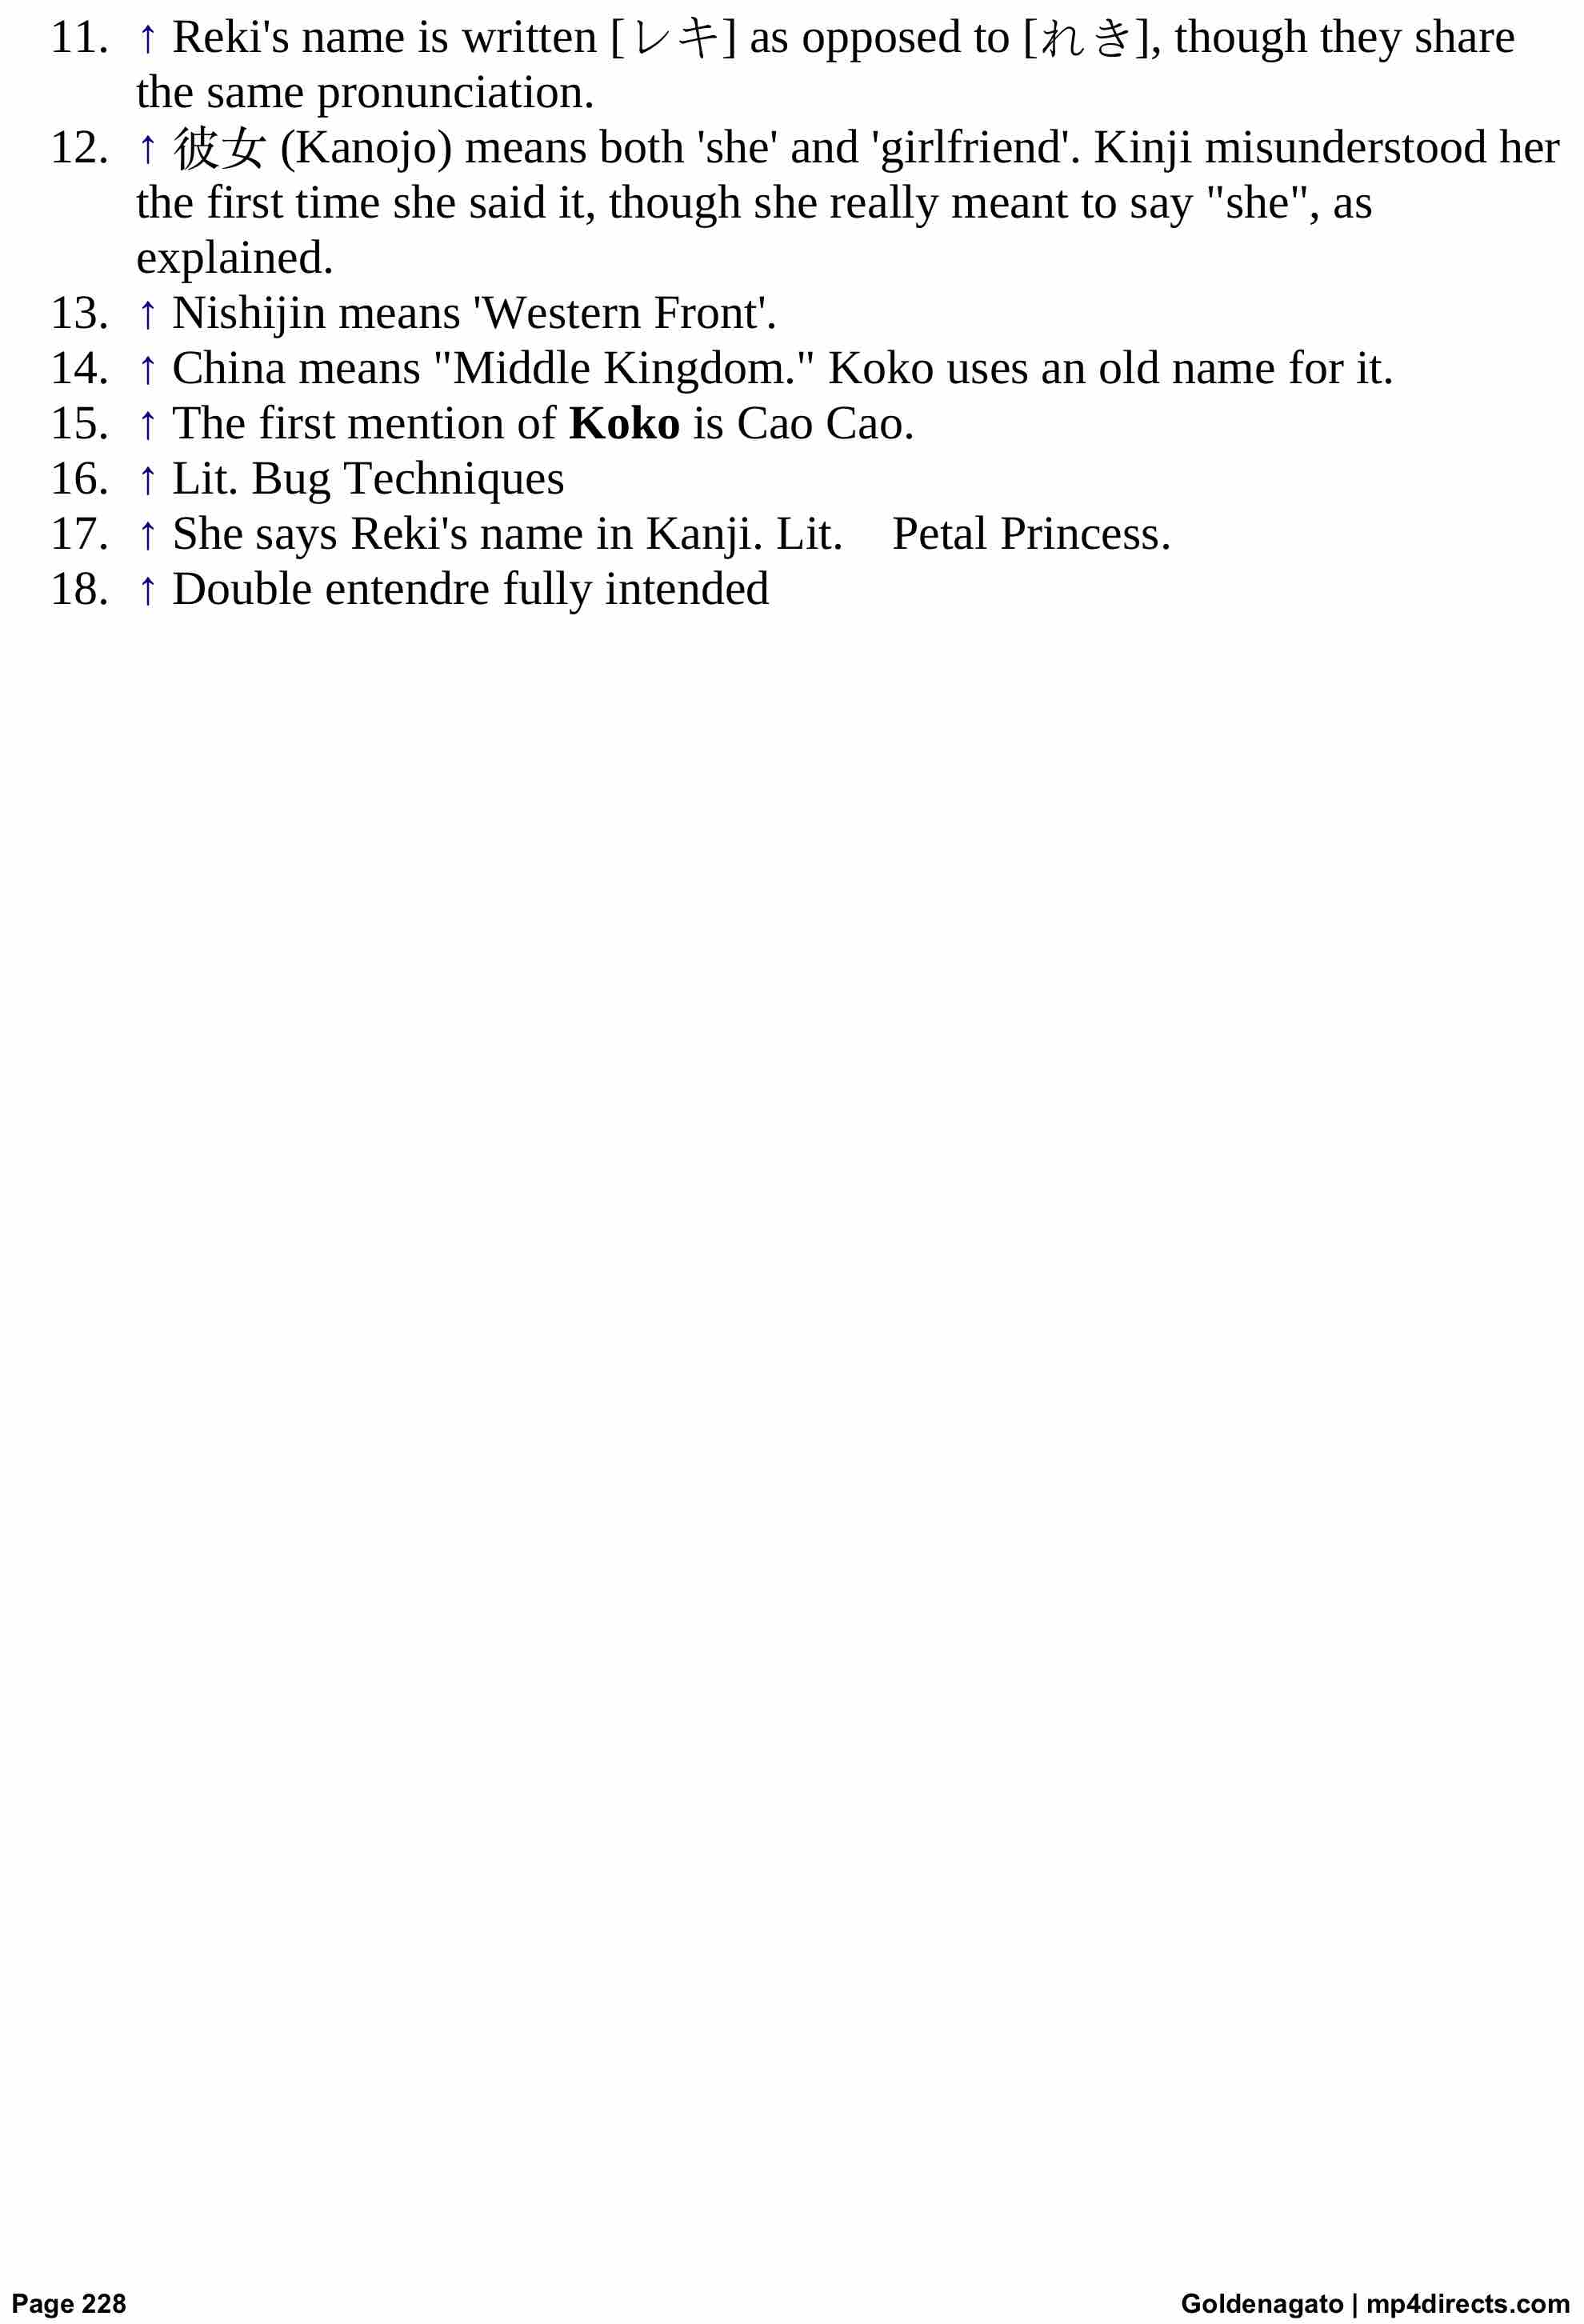 11. ↑ Reki's name is written [レキ] as opposed to [れき], though they share
the same pronunciation.
12. ↑ 彼女 (Kanojo) means both 'she' and 'girlfriend'. Kinji misunderstood her
the first time she said it, though she really meant to say "she", as
explained.
13. ↑ Nishijin means 'Western Front'.
14. ↑ China means "Middle Kingdom." Koko uses an old name for it.
15. ↑ The first mention of Koko is Cao Cao.
16. ↑ Lit. Bug Techniques
17. ↑ She says Reki's name in Kanji. Lit.    Petal Princess.
18. ↑ Double entendre fully intended
Page 228
Goldenagato | mp4directs.com